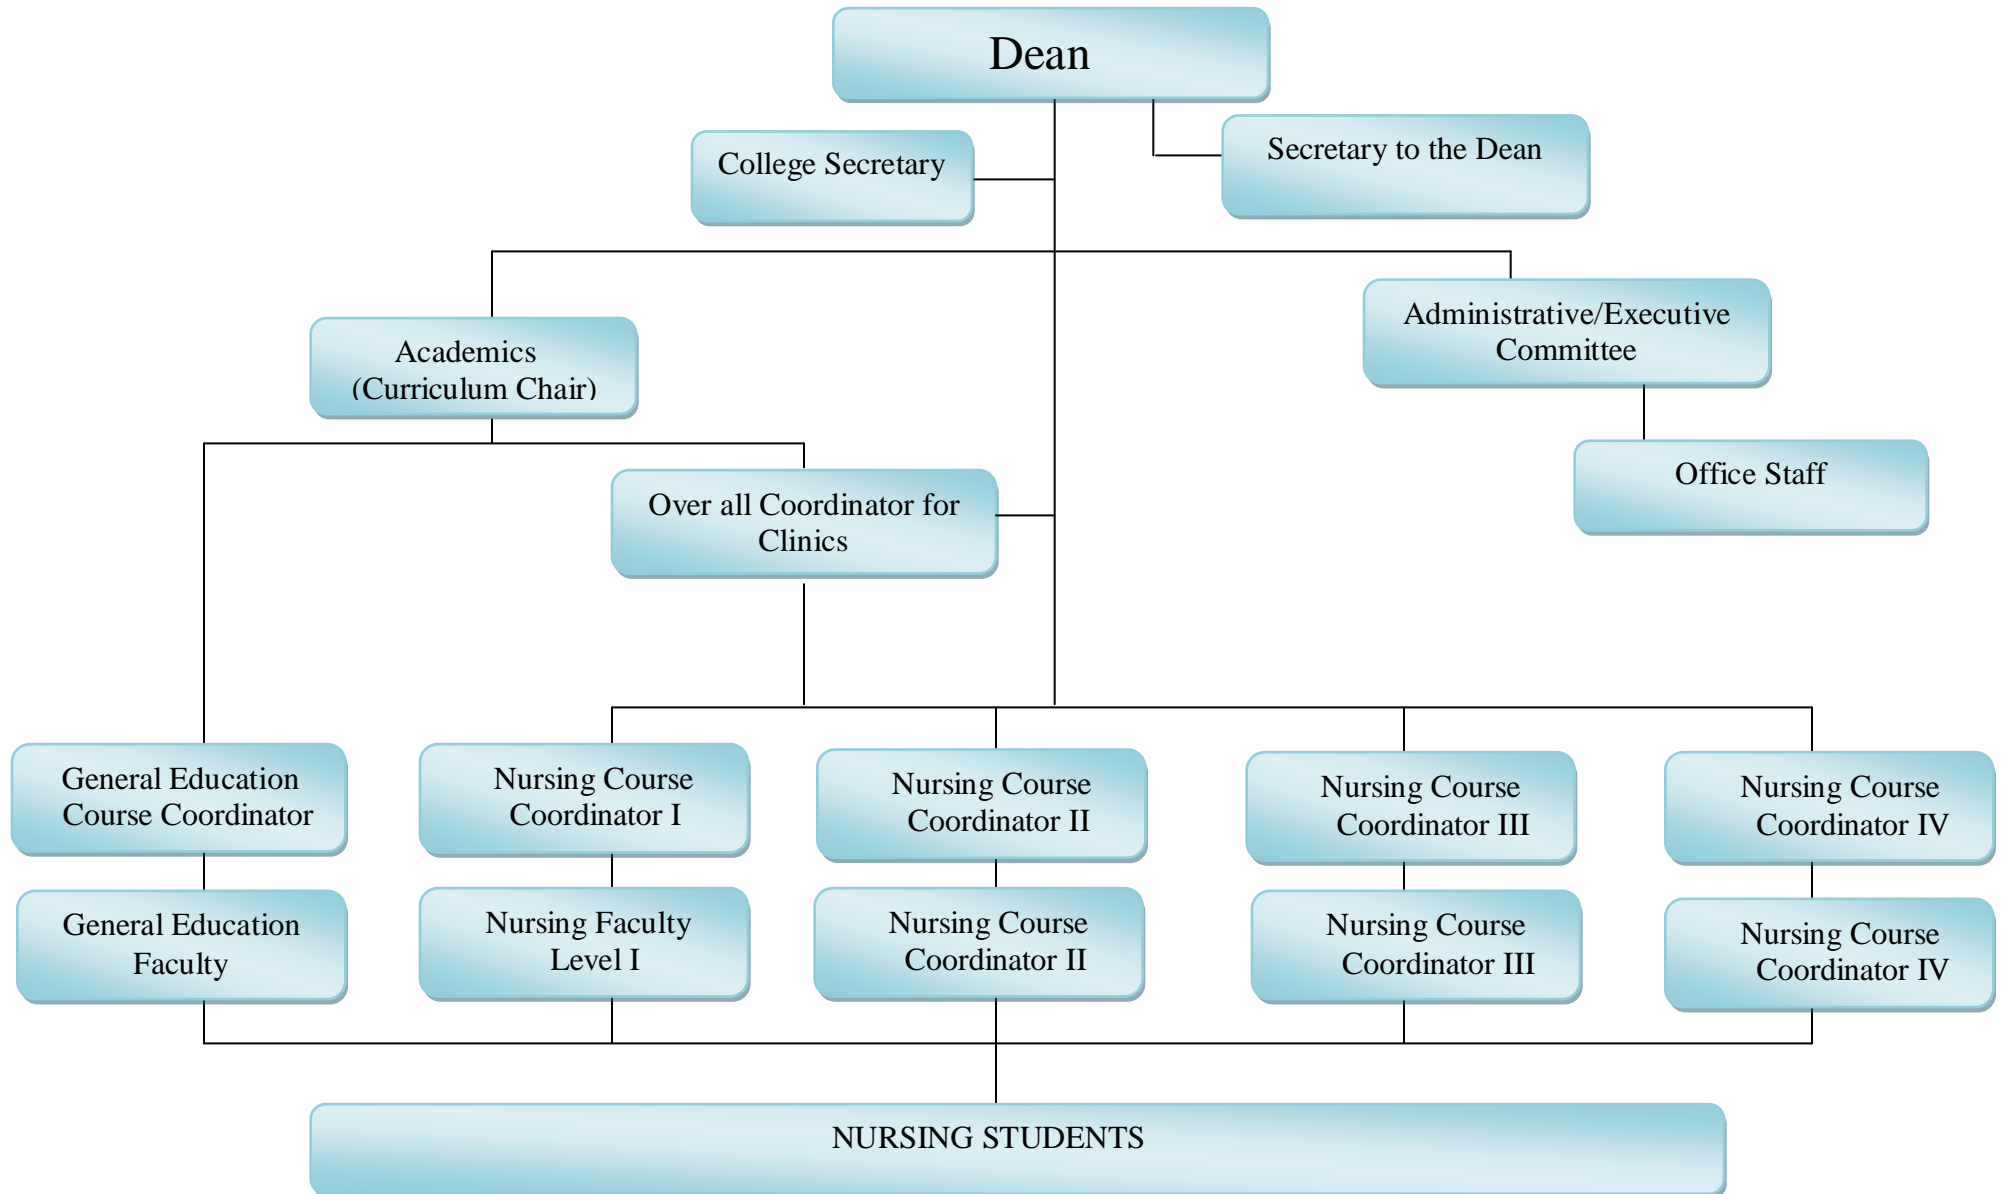 Dean
College Secretary
Secretary to the Dean
Administrative/Executive
Committee
Academics
(Curriculum Chair)
Office Staff
Over all Coordinator for
Clinics
General Education
Course Coordinator
Nursing Course
Coordinator I
Nursing Course
Coordinator II
Nursing Course
Coordinator III
Nursing Course
Coordinator IV
General Education
Faculty
Nursing Faculty
Level I
Nursing Course
Coordinator II
Nursing Course
Coordinator III
Nursing Course
Coordinator IV
NURSING STUDENTS